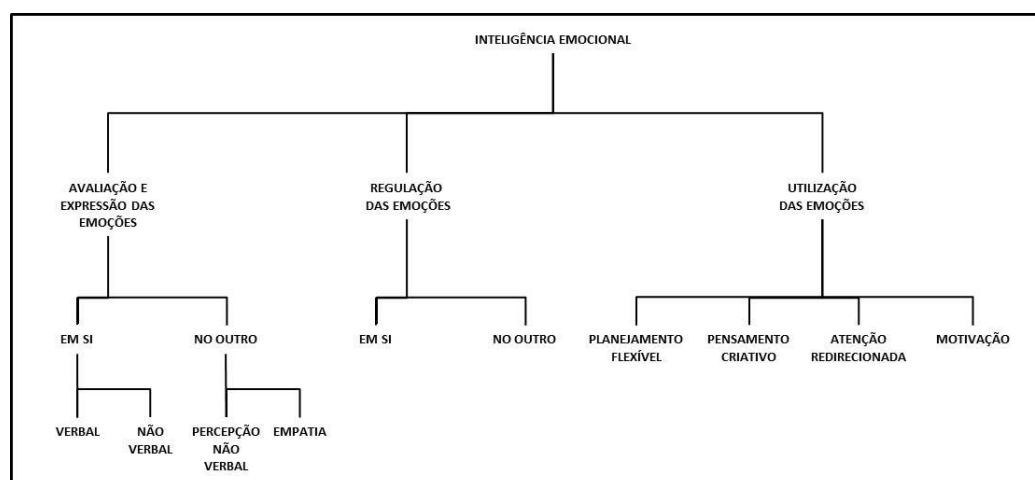 INTELIGÊNCIA EMOCIONAL
AVALIAÇÃO E
EXPRESSÃO DAS
EMOÇÕES
REGULAÇÃO
DAS EMOÇÕES
UTILIZAÇÃO
DAS EMOÇÕES
EM SI
NO OUTRO
EM SI
NO OUTRO
PLANEJAMENTO
FLEXÍVEL
PENSAMENTO
CRIATIVO
ATENÇÃO
REDIRECIONADA
MOTIVAÇÃO
VERBAL
NÃO
VERBAL
PERCEPÇÃO
NÃO
VERBAL
EMPATIA